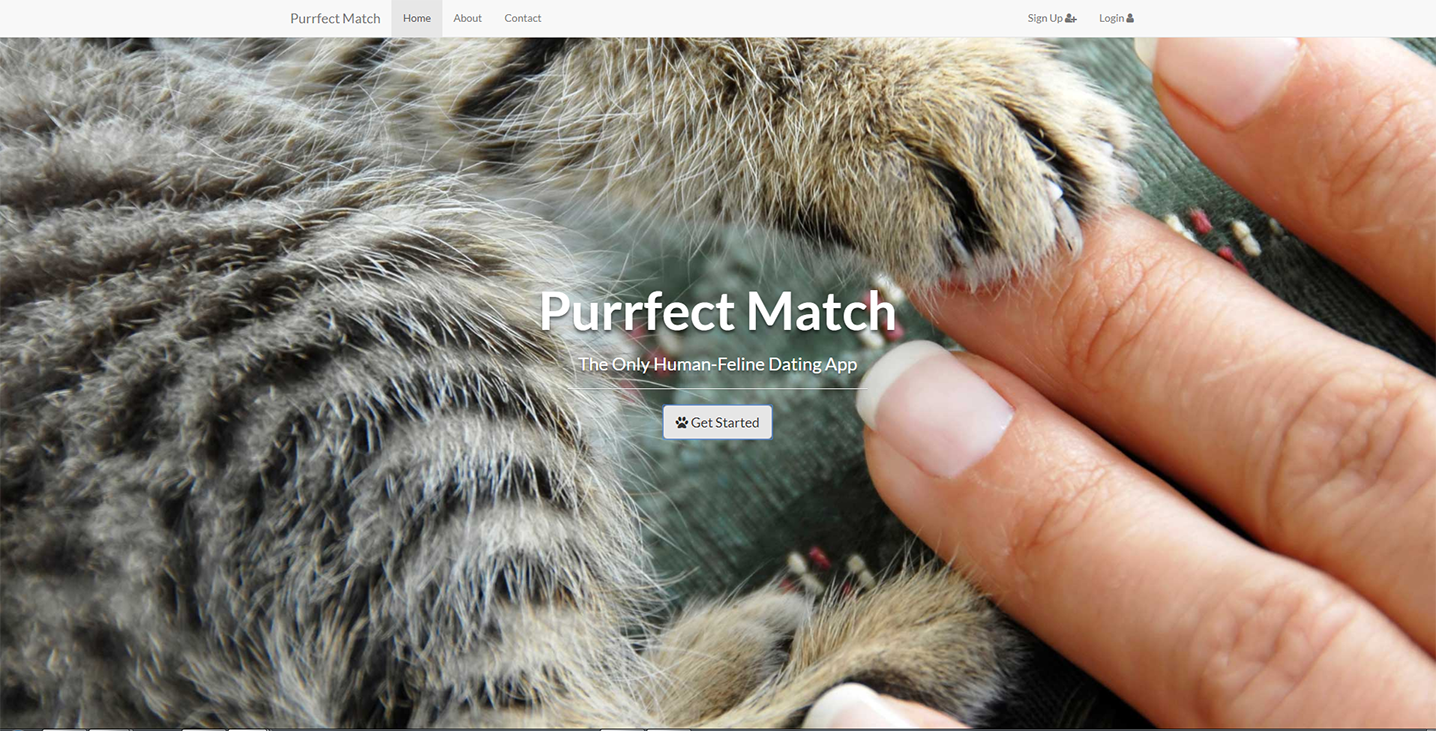 Purrfect Match Home About Contact Sign Up Login
Purrfect Match
The Only Human-Feline Dating App
Get Started